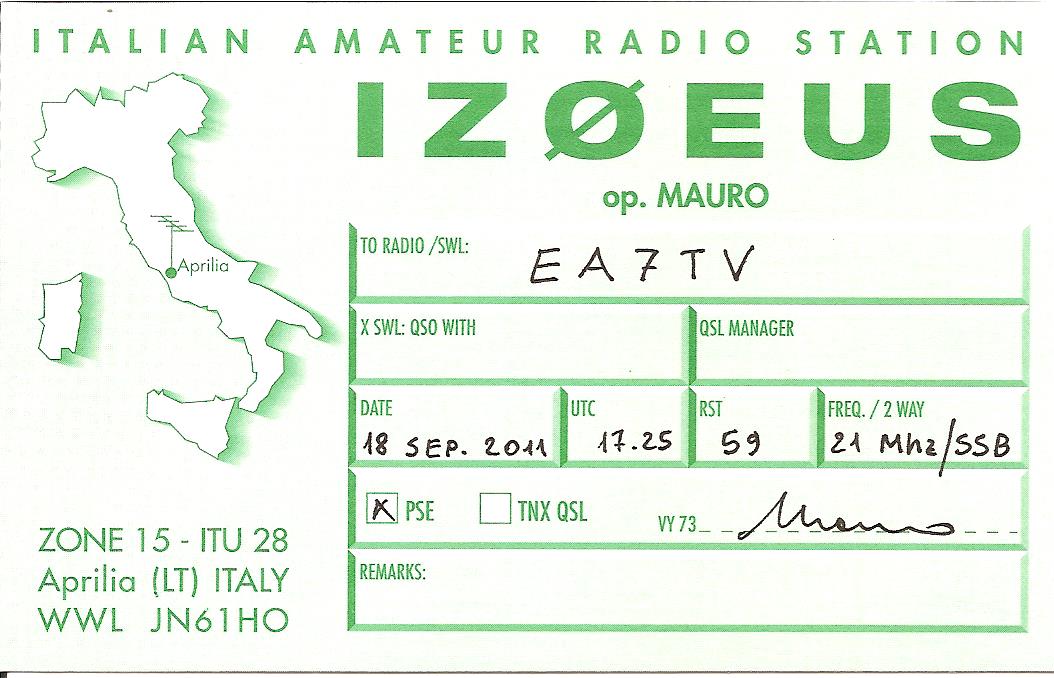 ITALIAN AMATEUR RADIO STATION
IZØEUS
op. MAURO
Aprilia
TO RADIO /SWL: EA7TV
X SWL: QSO WITH
QSL MANAGER
DATE UTC RST FREQ. / 2 WAY
18 SEP. 2011 17.25 59 21 Mhz/SSB
X PSE TNX QSL VY 73 Mauro
REMARKS:
ZONE 15 - ITU 28
Aprilia (LT) ITALY
WWL JN61HO